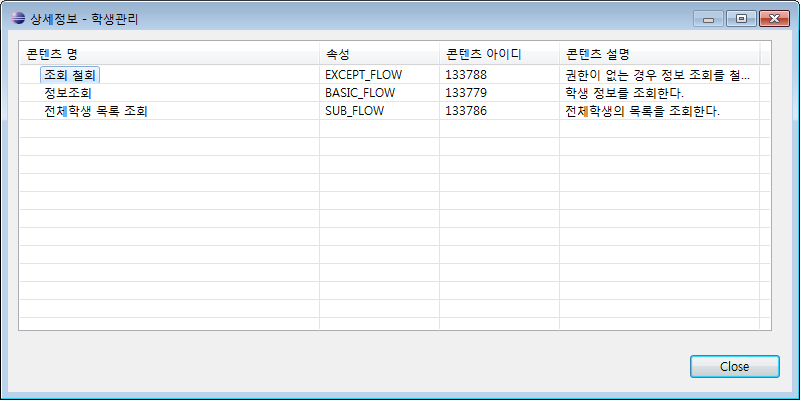 상세정보 - 학생관리
콘텐츠 명 속성 콘텐츠 아이디 콘텐츠 설명
조회 철회 EXCEPT_FLOW 133788 권한이 없는 경우 정보 조회를 철...
정보조회 BASIC_FLOW 133779 학생 정보를 조회한다.
전체학생 목록 조회 SUB_FLOW 133786 전체학생의 목록을 조회한다.
Close